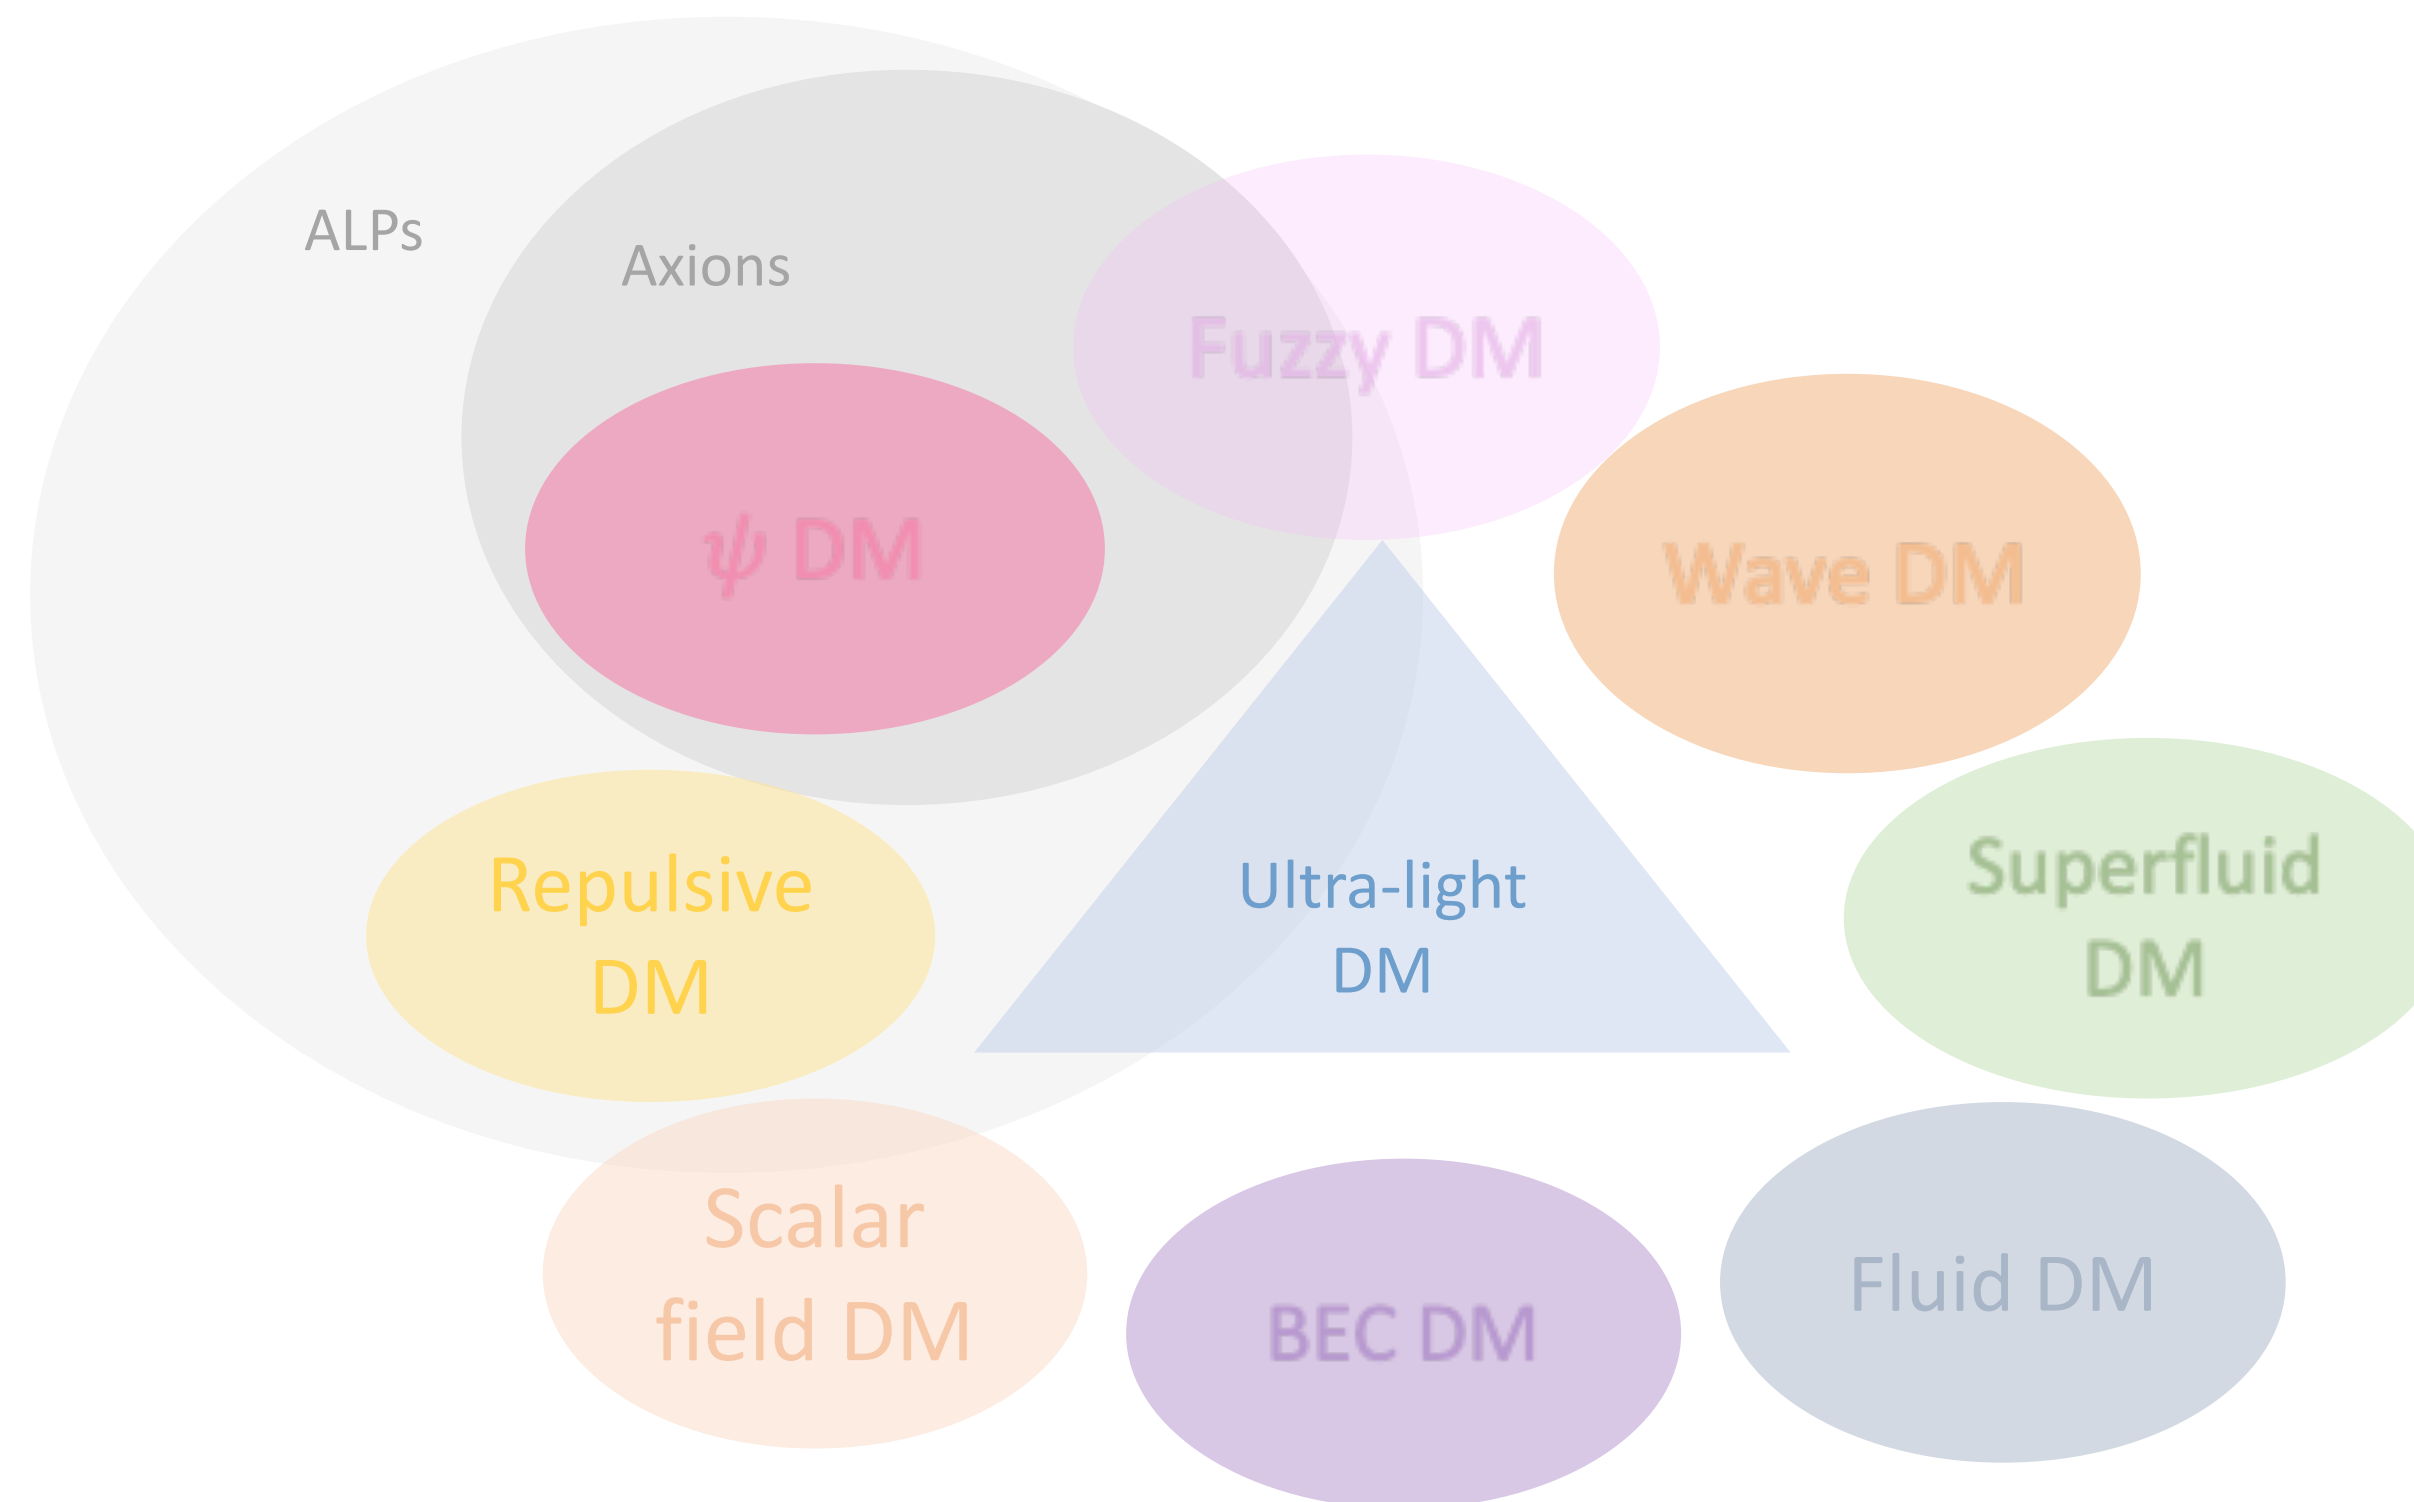 ALPs
Axions
Fuzzy DM
ψ DM
Wave DM
Repulsive
DM
Ultra-light
DM
Superfluid
DM
Scalar
field DM
BEC DM
Fluid DM